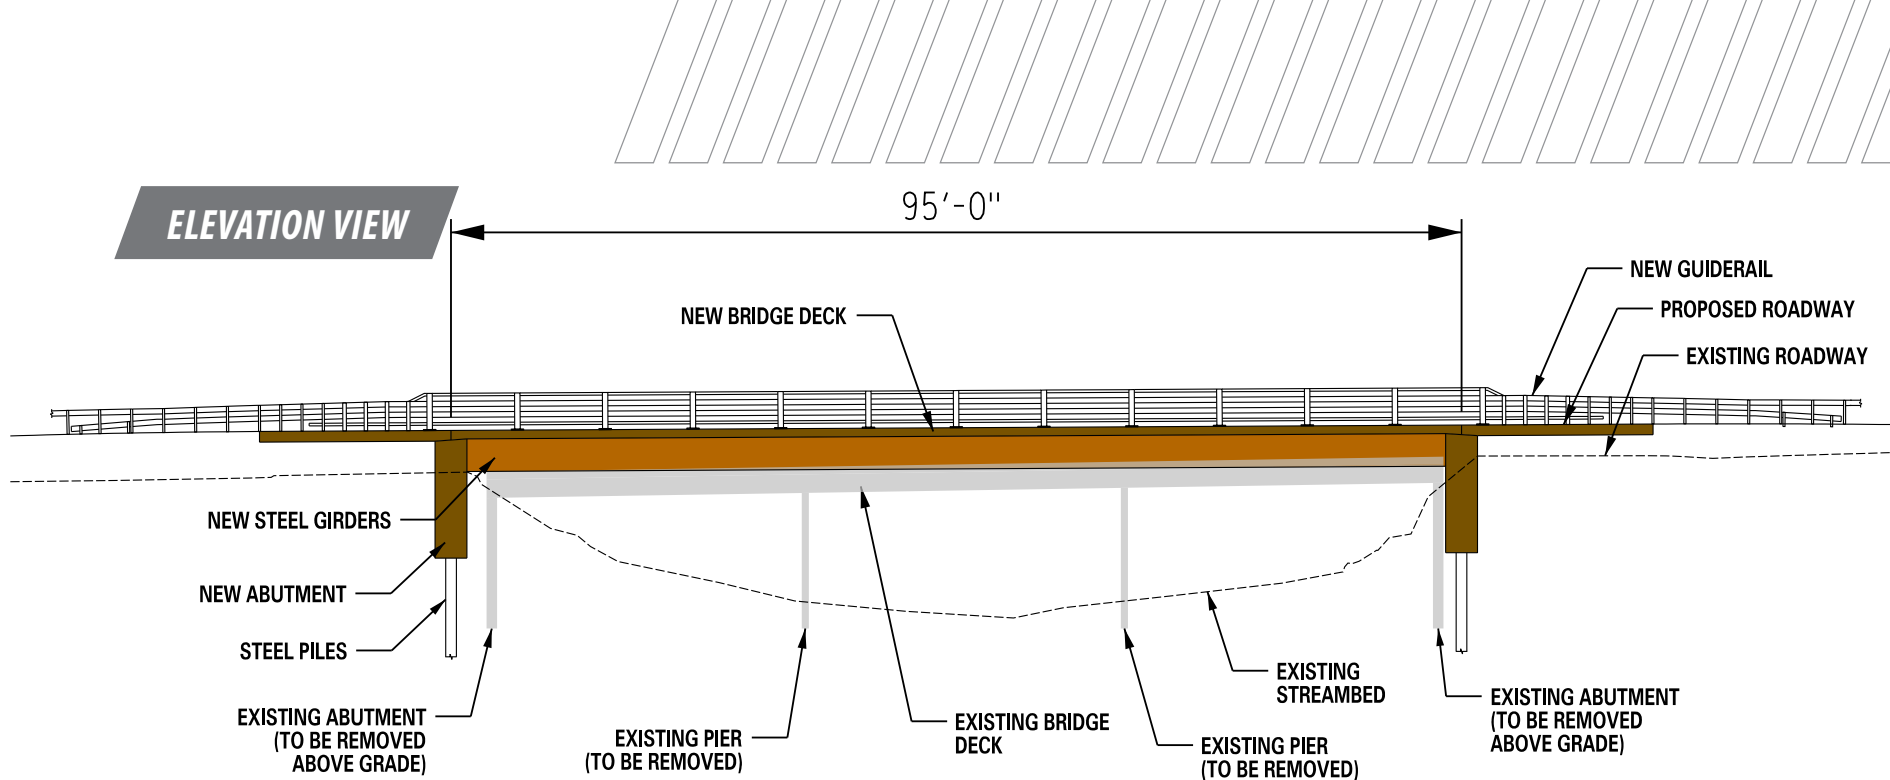 ELEVATION VIEW
95'-0"
NEW GUIDERAIL
NEW BRIDGE DECK
PROPOSED ROADWAY
EXISTING ROADWAY
NEW STEEL GIRDERS
NEW ABUTMENT
STEEL PILES
EXISTING ABUTMENT
(TO BE REMOVED
ABOVE GRADE)
EXISTING PIER
(TO BE REMOVED)
EXISTING BRIDGE
DECK
EXISTING PIER
(TO BE REMOVED)
EXISTING
STREAMBED
EXISTING ABUTMENT
(TO BE REMOVED
ABOVE GRADE)